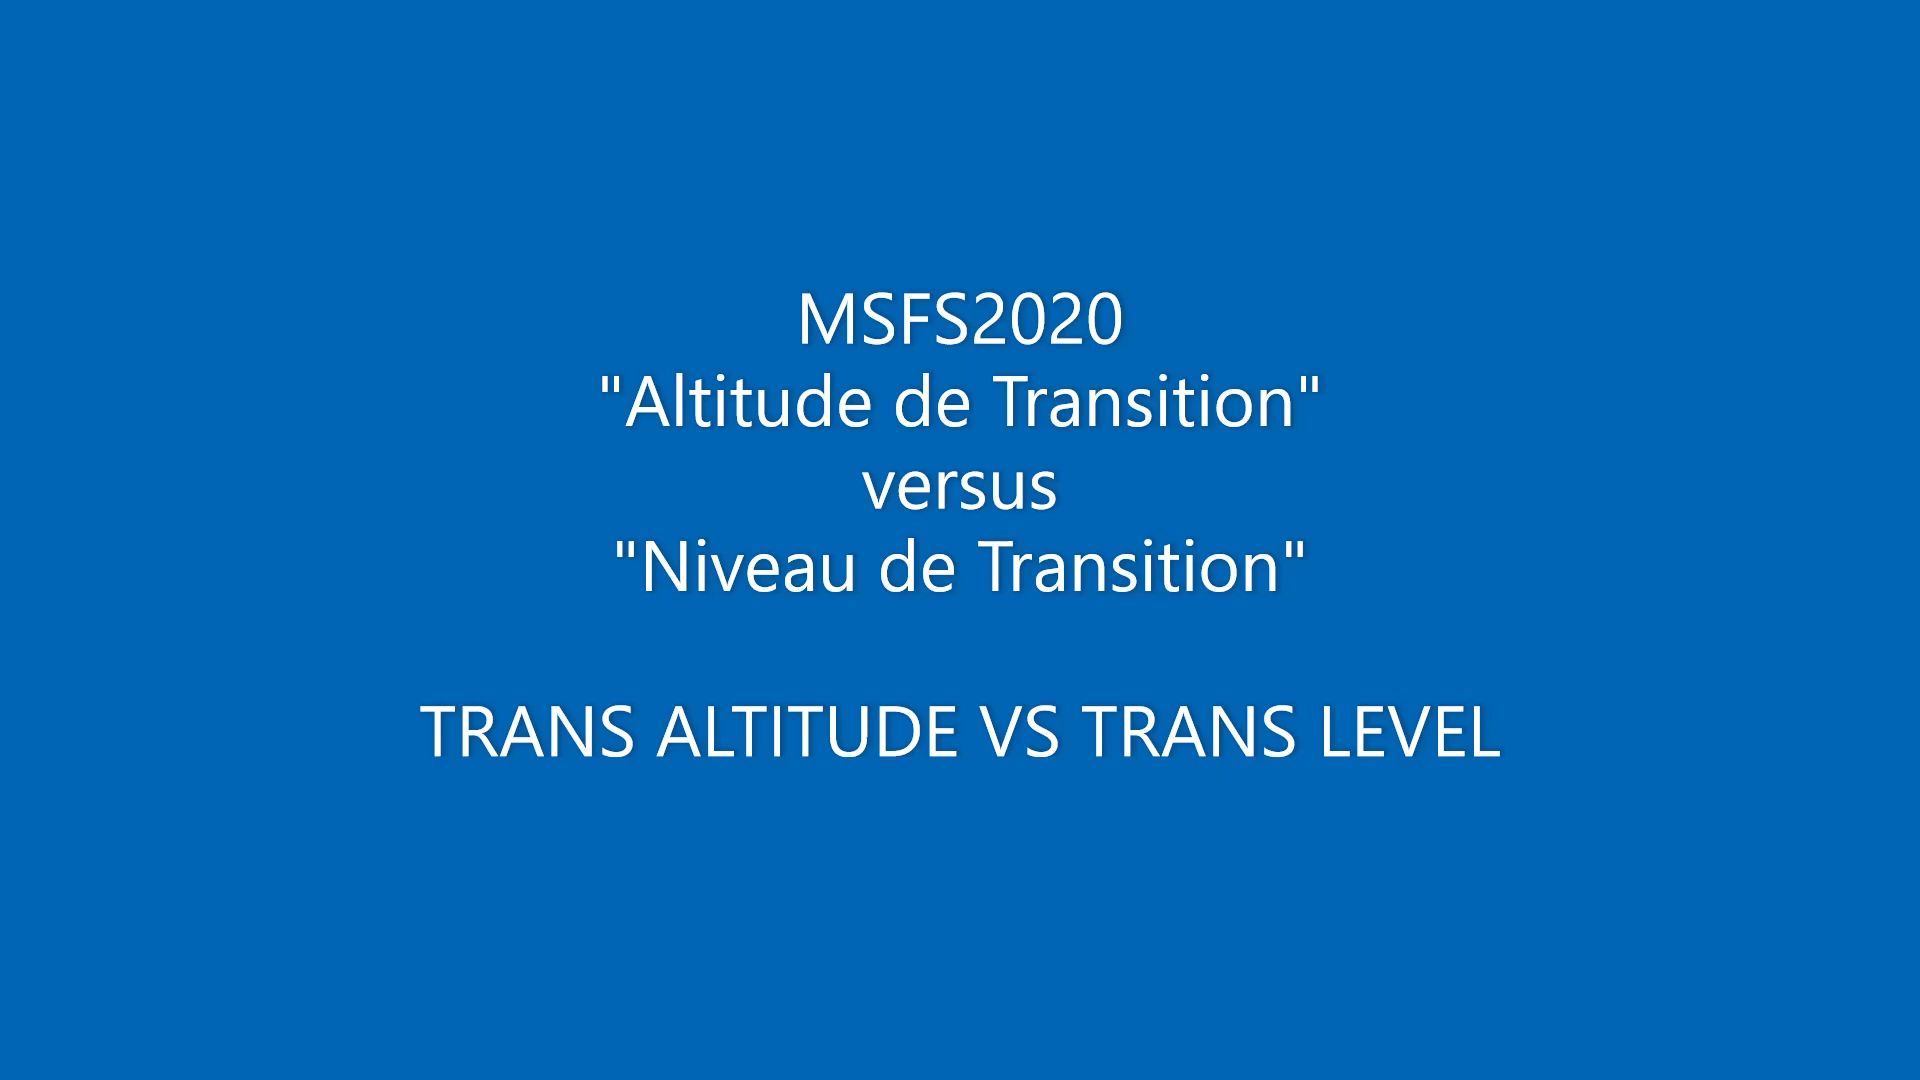 MSFS2020
"Altitude de Transition"
versus
"Niveau de Transition"
TRANS ALTITUDE VS TRANS LEVEL